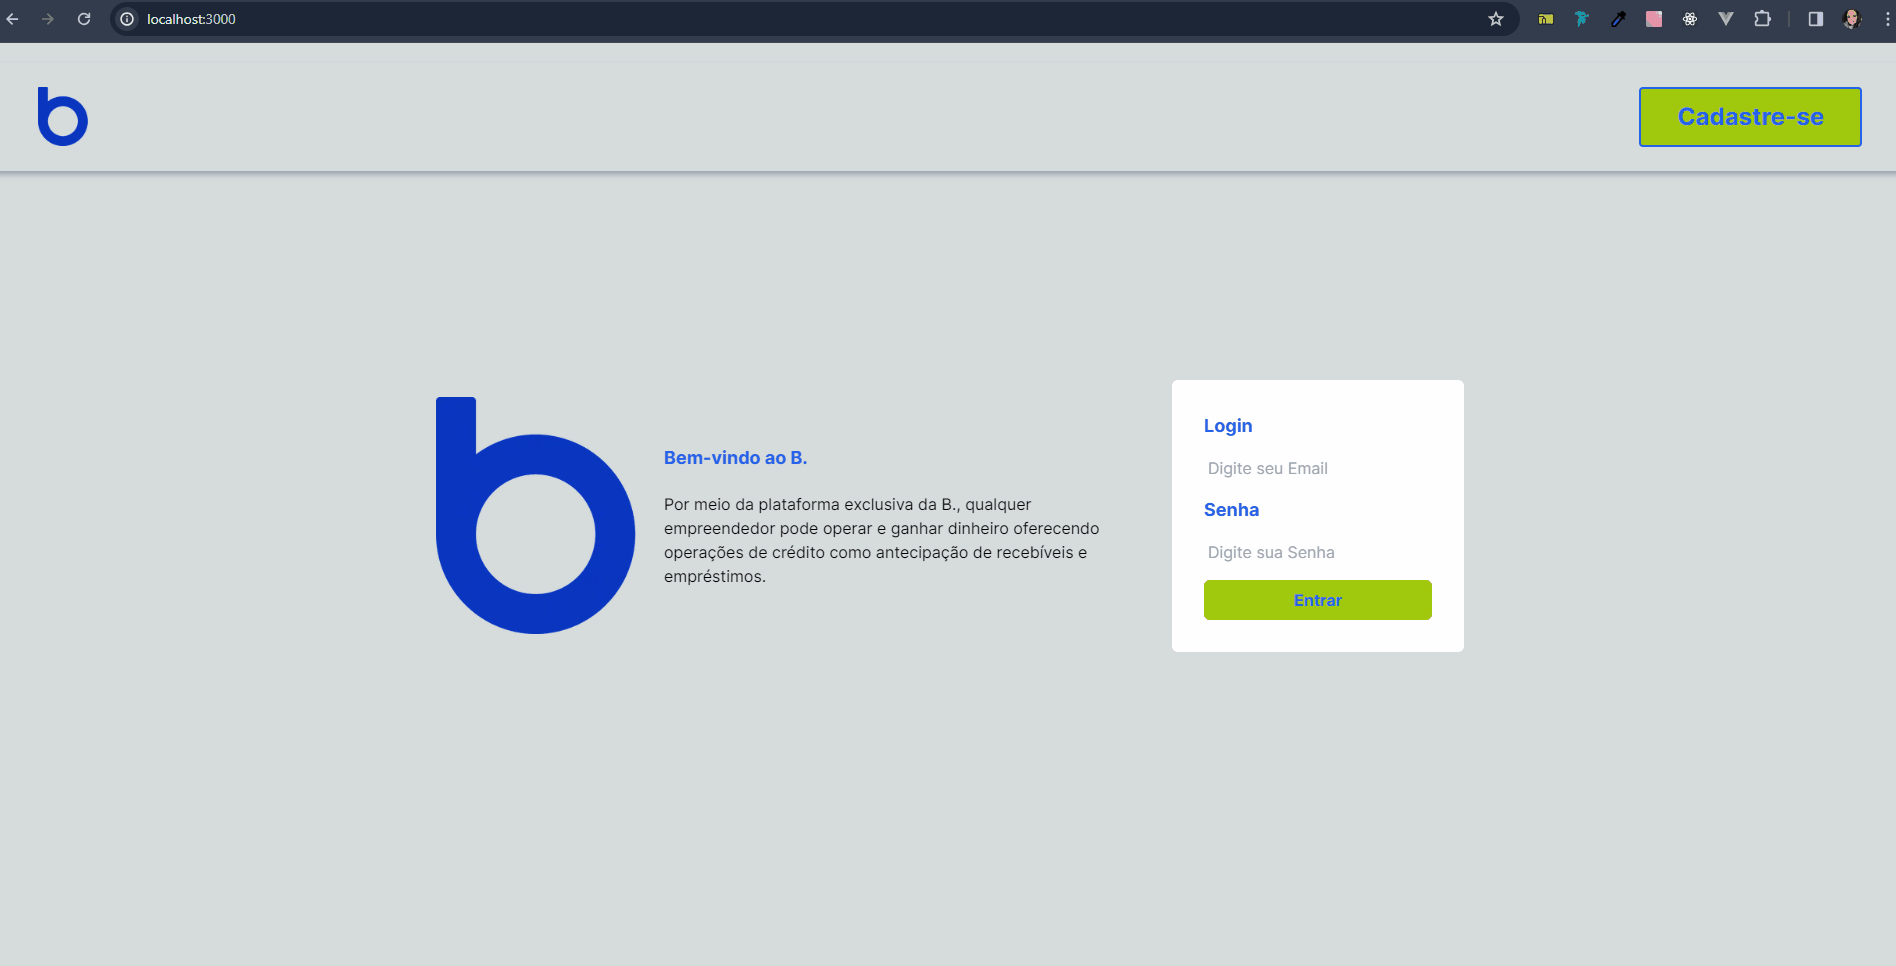 localhost:3000
b
Cadastre-se
b
Bem-vindo ao B.
Por meio da plataforma exclusiva da B., qualquer
empreendedor pode operar e ganhar dinheiro oferecendo
operações de crédito como antecipação de recebíveis e
empréstimos.
Login
Digite seu Email
Senha
Digite sua Senha
Entrar